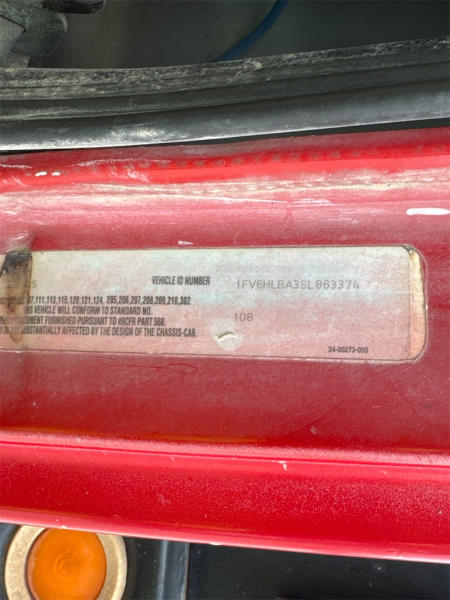 5 VEHICLE ID NUMBER 1FV6HLBA3SL863374
07,111,113,115,120,121,124, 205,206,207,208,209,210,302
THIS VEHICLE WILL CONFORM TO STANDARD NO.
108
FURNISHED PURSUANT TO 49CFR PART 568.
SUBSTANTIALLY AFFECTED BY THE DESIGN OF THE CHASSIS-CAB.
24-00273-050